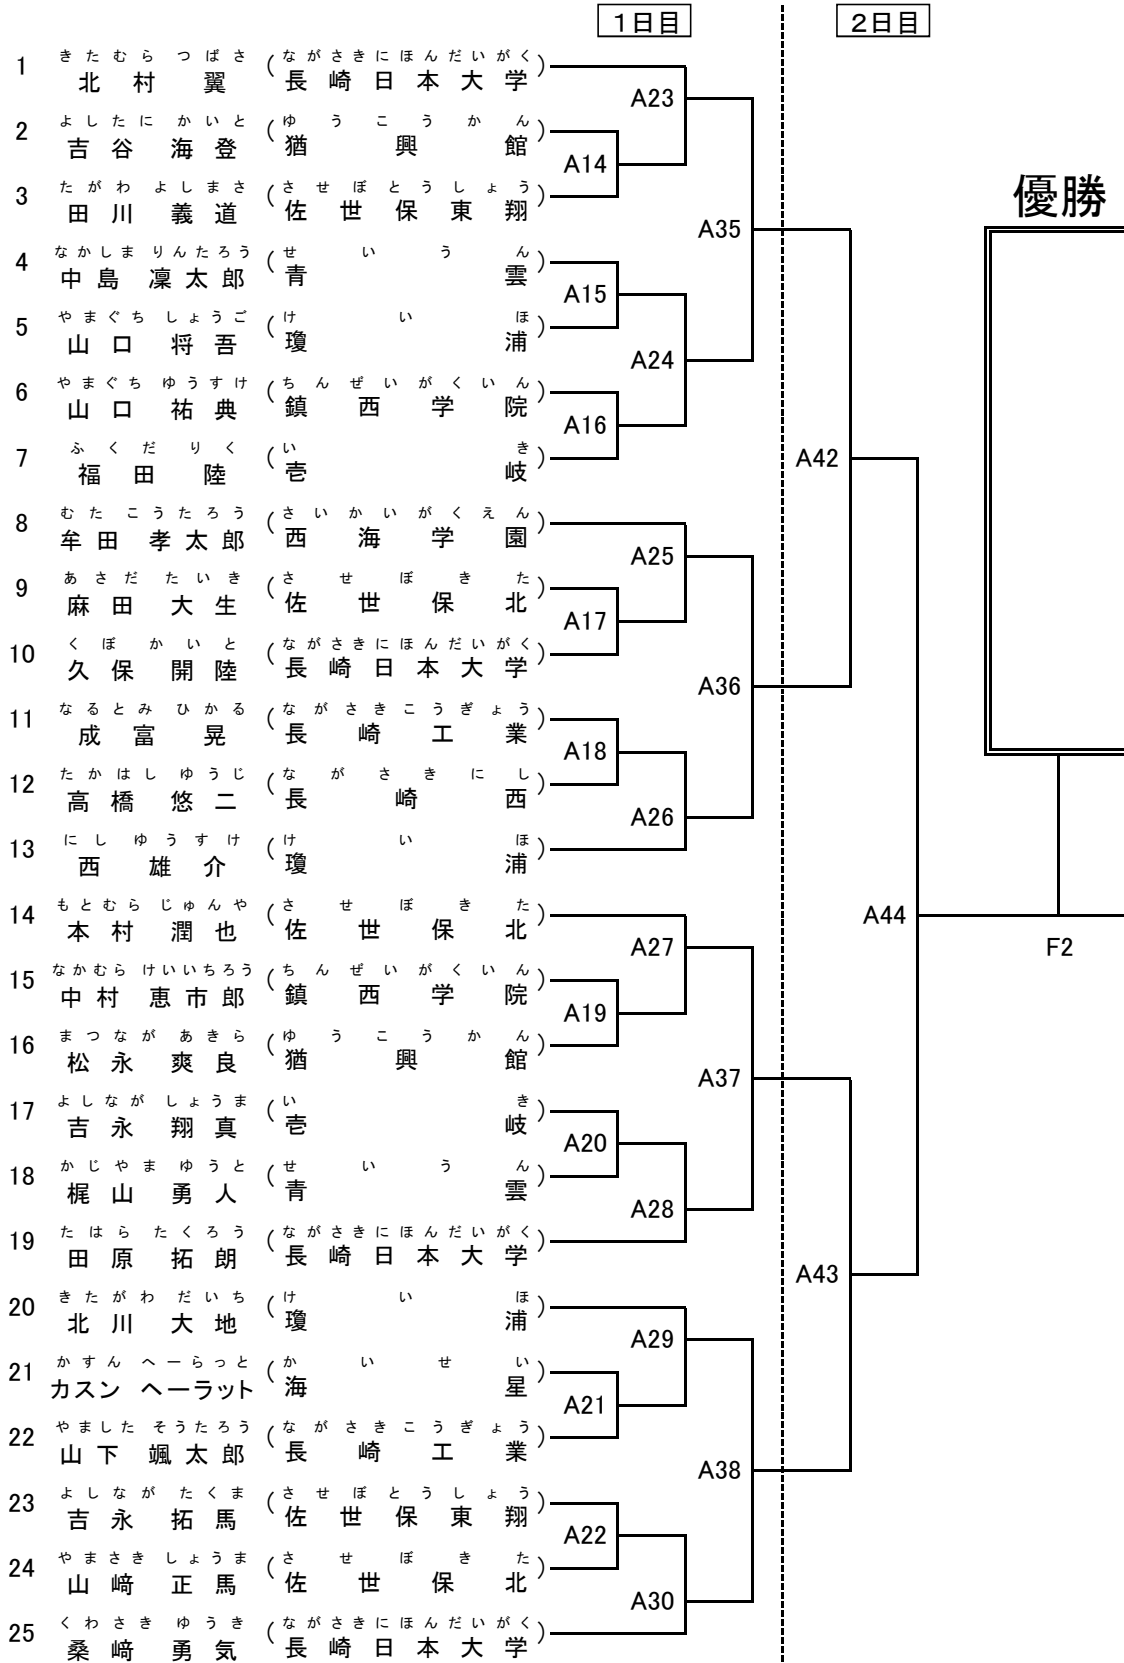 1日目 2日目
きたむら つばさ (ながさきにほんだいがく)
1 北村 翼 (長崎日本大学)
A23
よしたに かいと (ゆうこうかん)
2 吉谷 海登 (猶興館)
A14
たがわ よしまさ (させぼとうしょう)
3 田川 義道 (佐世保東翔)
優勝
A35
なかしま りんたろう (せいうん)
4 中島 凜太郎 (青雲)
A15
やまぐち しょうご (けいほ)
5 山口 将吾 (瓊浦)
A24
やまぐち ゆうすけ (ちんぜいがくいん)
6 山口 祐典 (鎮西学院)
A16
ふくだ りく (いき)
7 福田 陸 (壱岐)
A42
むた こうたろう (さいかいがくえん)
8 牟田 孝太郎 (西海学園)
A25
あさだ たいき (させぼきた)
9 麻田 大生 (佐世保北)
A17
くぼ かいと (ながさきにほんだいがく)
10 久保 開陸 (長崎日本大学)
A36
なるとみ ひかる (ながさきこうぎょう)
11 成富 晃 (長崎工業)
A18
たかはし ゆうじ (ながさきにし)
12 高橋 悠二 (長崎西)
A26
にし ゆうすけ (けいほ)
13 西 雄介 (瓊浦)
もとむら じゅんや (させぼきた)
14 本村 潤也 (佐世保北)
A44
A27 F2
なかむら けいいちろう (ちんぜいがくいん)
15 中村 恵市郎 (鎮西学院)
A19
まつなが あきら (ゆうこうかん)
16 松永 爽良 (猶興館)
A37
よしなが しょうま (いき)
17 吉永 翔真 (壱岐)
A20
かじやま ゆうと (せいうん)
18 梶山 勇人 (青雲)
A28
たはら たくろう (ながさきにほんだいがく)
19 田原 拓朗 (長崎日本大学)
A43
きたがわ だいち (けいほ)
20 北川 大地 (瓊浦)
A29
かすん へーらっと (かいせい)
21 カスン ヘーラット (海星)
A21
やました そうたろう (ながさきこうぎょう)
22 山下 颯太郎 (長崎工業)
A38
よしなが たくま (させぼとうしょう)
23 吉永 拓馬 (佐世保東翔)
A22
やまさき しょうま (させぼきた)
24 山﨑 正馬 (佐世保北)
A30
くわさき ゆうき (ながさきにほんだいがく)
25 桑﨑 勇気 (長崎日本大学)